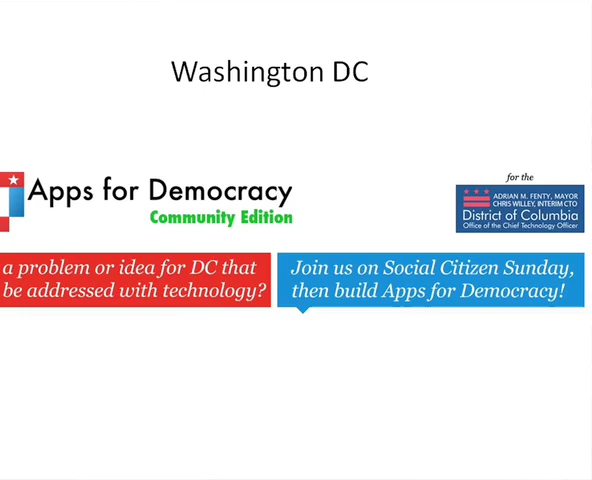 Washington DC
Apps for Democracy
Community Edition
for the
ADRIAN M. FENTY, MAYOR
CHRIS WILLEY, INTERIM CTO
District of Columbia
Office of the Chief Technology Officer
a problem or idea for DC that
be addressed with technology?
Join us on Social Citizen Sunday,
then build Apps for Democracy!